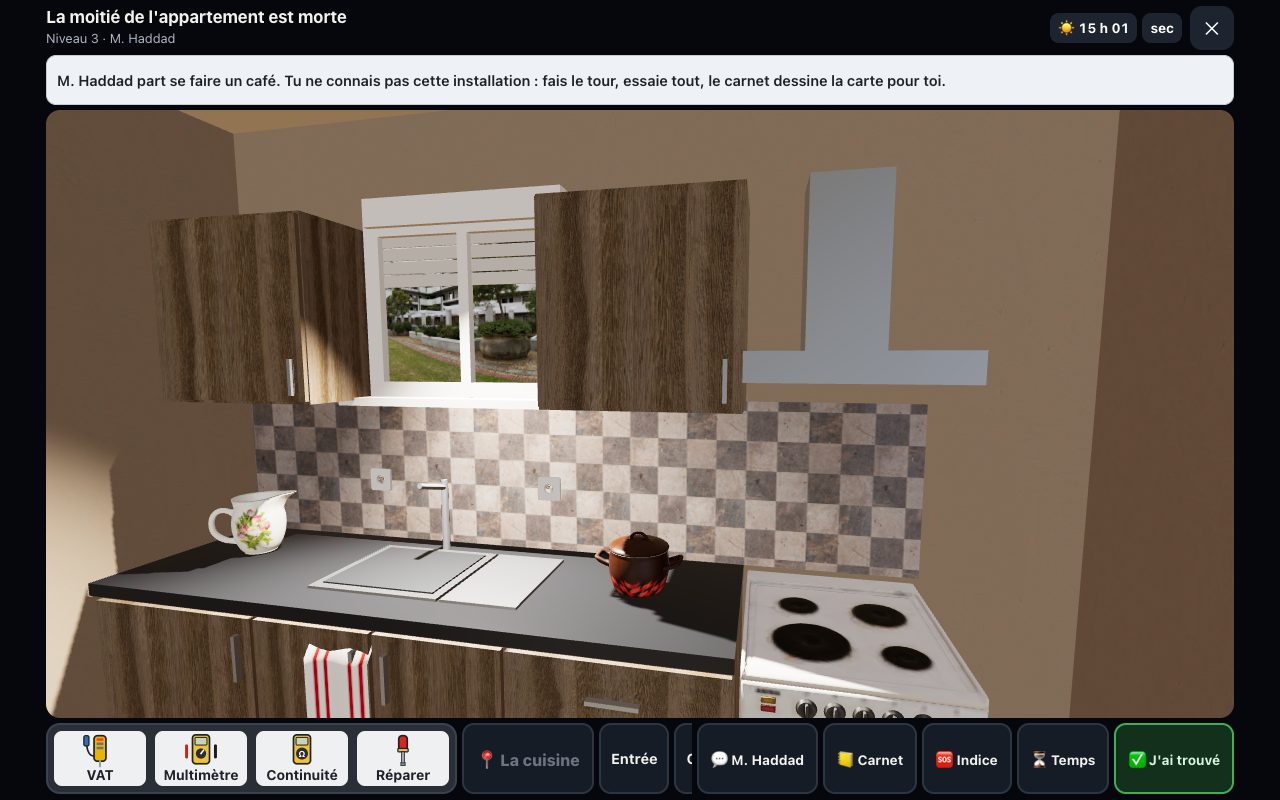 La moitié de l'appartement est morte
Niveau 3 · M. Haddad
15 h 01
sec
M. Haddad part se faire un café. Tu ne connais pas cette installation : fais le tour, essaie tout, le carnet dessine la carte pour toi.
VAT
Multimètre
Continuité
Réparer
La cuisine
Entrée
M. Haddad
Carnet
SOS
Indice
Temps
J'ai trouvé